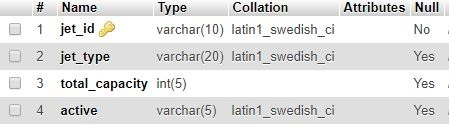 # Name Type Collation Attributes Null
1 jet_id varchar(10) latin1_swedish_ci No
2 jet_type varchar(20) latin1_swedish_ci Yes
3 total_capacity int(5) Yes
4 active varchar(5) latin1_swedish_ci Yes